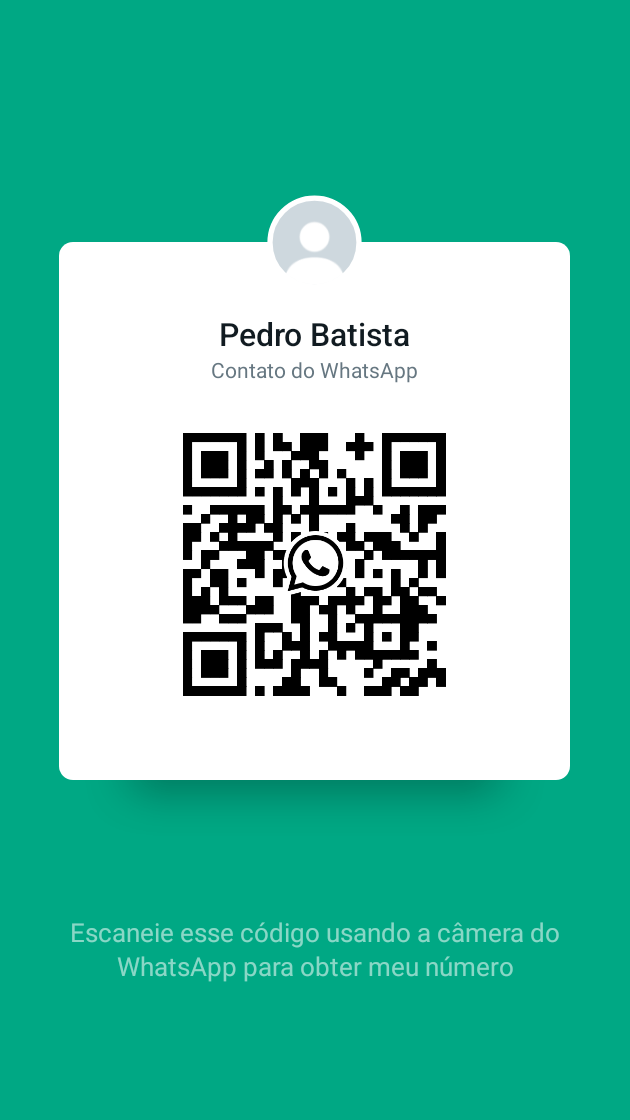 Pedro Batista
Contato do WhatsApp
Escaneie esse código usando a câmera do
WhatsApp para obter meu número